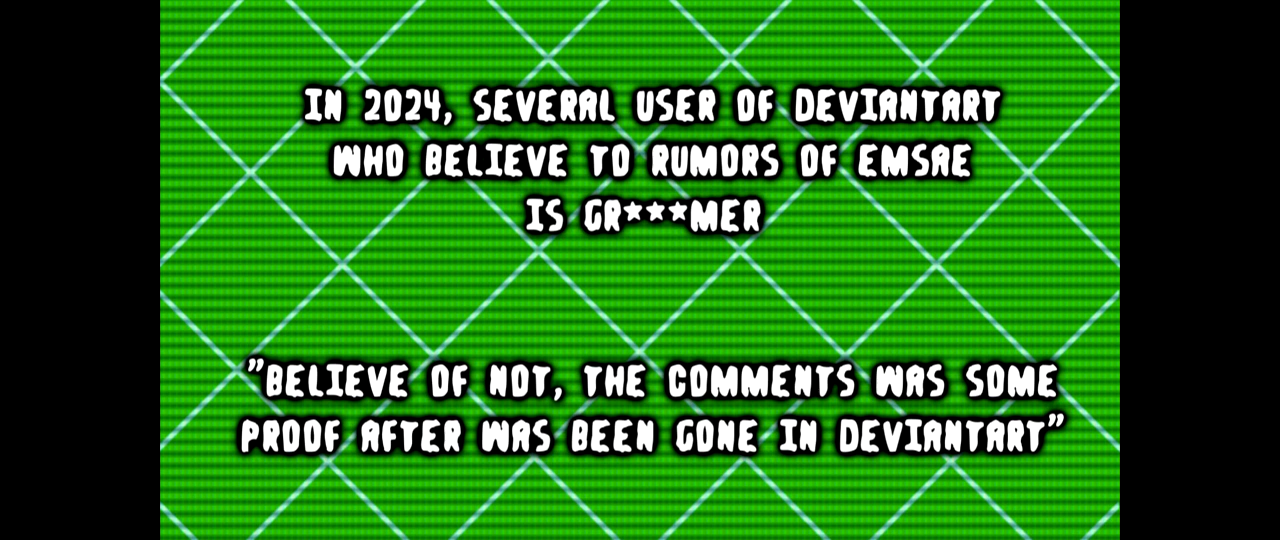 IN 2024, SEVERAL USER OF DEVIANTART
WHO BELIEVE TO RUMORS OF EMSAE
IS GR***MER
"BELIEVE OF NOT, THE COMMENTS WAS SOME
PROOF AFTER WAS BEEN GONE IN DEVIANTART"